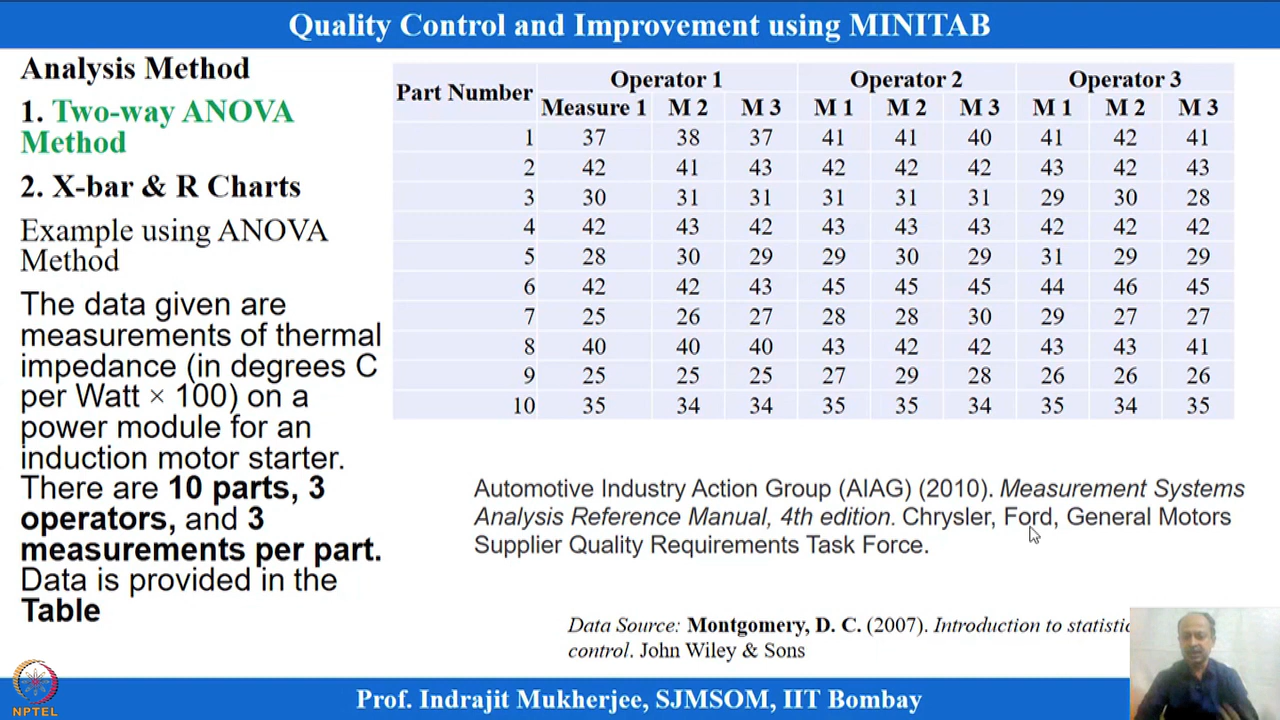 Quality Control and Improvement using MINITAB
Analysis Method
1. Two-way ANOVA
Method
2. X-bar & R Charts
Example using ANOVA
Method
The data given are
measurements of thermal
impedance (in degrees C
per Watt × 100) on a
power module for an
induction motor starter.
There are 10 parts, 3
operators, and 3
measurements per part.
Data is provided in the
Table
Part Number Operator 1 Operator 2 Operator 3
Measure 1 M 2 M 3 M 1 M 2 M 3 M 1 M 2 M 3
1 37 38 37 41 41 40 41 42 41
2 42 41 43 42 42 42 43 42 43
3 30 31 31 31 31 31 29 30 28
4 42 43 42 43 43 43 42 42 42
5 28 30 29 29 30 29 31 29 29
6 42 42 43 45 45 45 44 46 45
7 25 26 27 28 28 30 29 27 27
8 40 40 40 43 42 42 43 43 41
9 25 25 25 27 29 28 26 26 26
10 35 34 34 35 35 34 35 34 35
Automotive Industry Action Group (AIAG) (2010). Measurement Systems
Analysis Reference Manual, 4th edition. Chrysler, Ford, General Motors
Supplier Quality Requirements Task Force.
Data Source: Montgomery, D. C. (2007). Introduction to statisti
control. John Wiley & Sons
NPTEL
Prof. Indrajit Mukherjee, SJMSOM, IIT Bombay